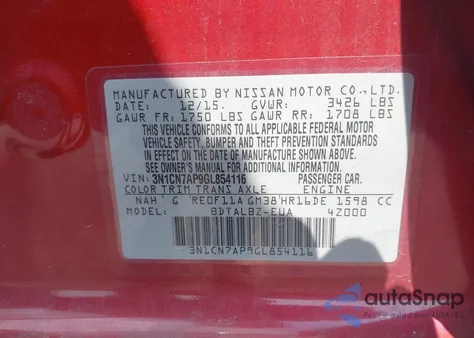 MANUFACTURED BY NISSAN MOTOR CO., LTD.
DATE: 12/15. GVWR: 3426 LBS
GAWR FR: 1750 LBS GAWR RR: 1708 LBS
THIS VEHICLE CONFORMS TO ALL APPLICABLE FEDERAL MOTOR
VEHICLE SAFETY, BUMPER AND THEFT PREVENTION STANDARDS
IN EFFECT ON THE DATE OF MANUFACTURE SHOWN ABOVE.
SEE OWNER'S MANUAL FOR ADDITIONAL INFORMATION.
VIN: 3N1CN7AP9GL854116 PASSENGER CAR
COLOR TRIM TRANS AXLE ENGINE
NAH G RE0F11A GM38 HR16DE 1598 CC
MODEL: BDTALBZ-EUA 4Z000
3N1CN7AP9GL854116
autaSnap